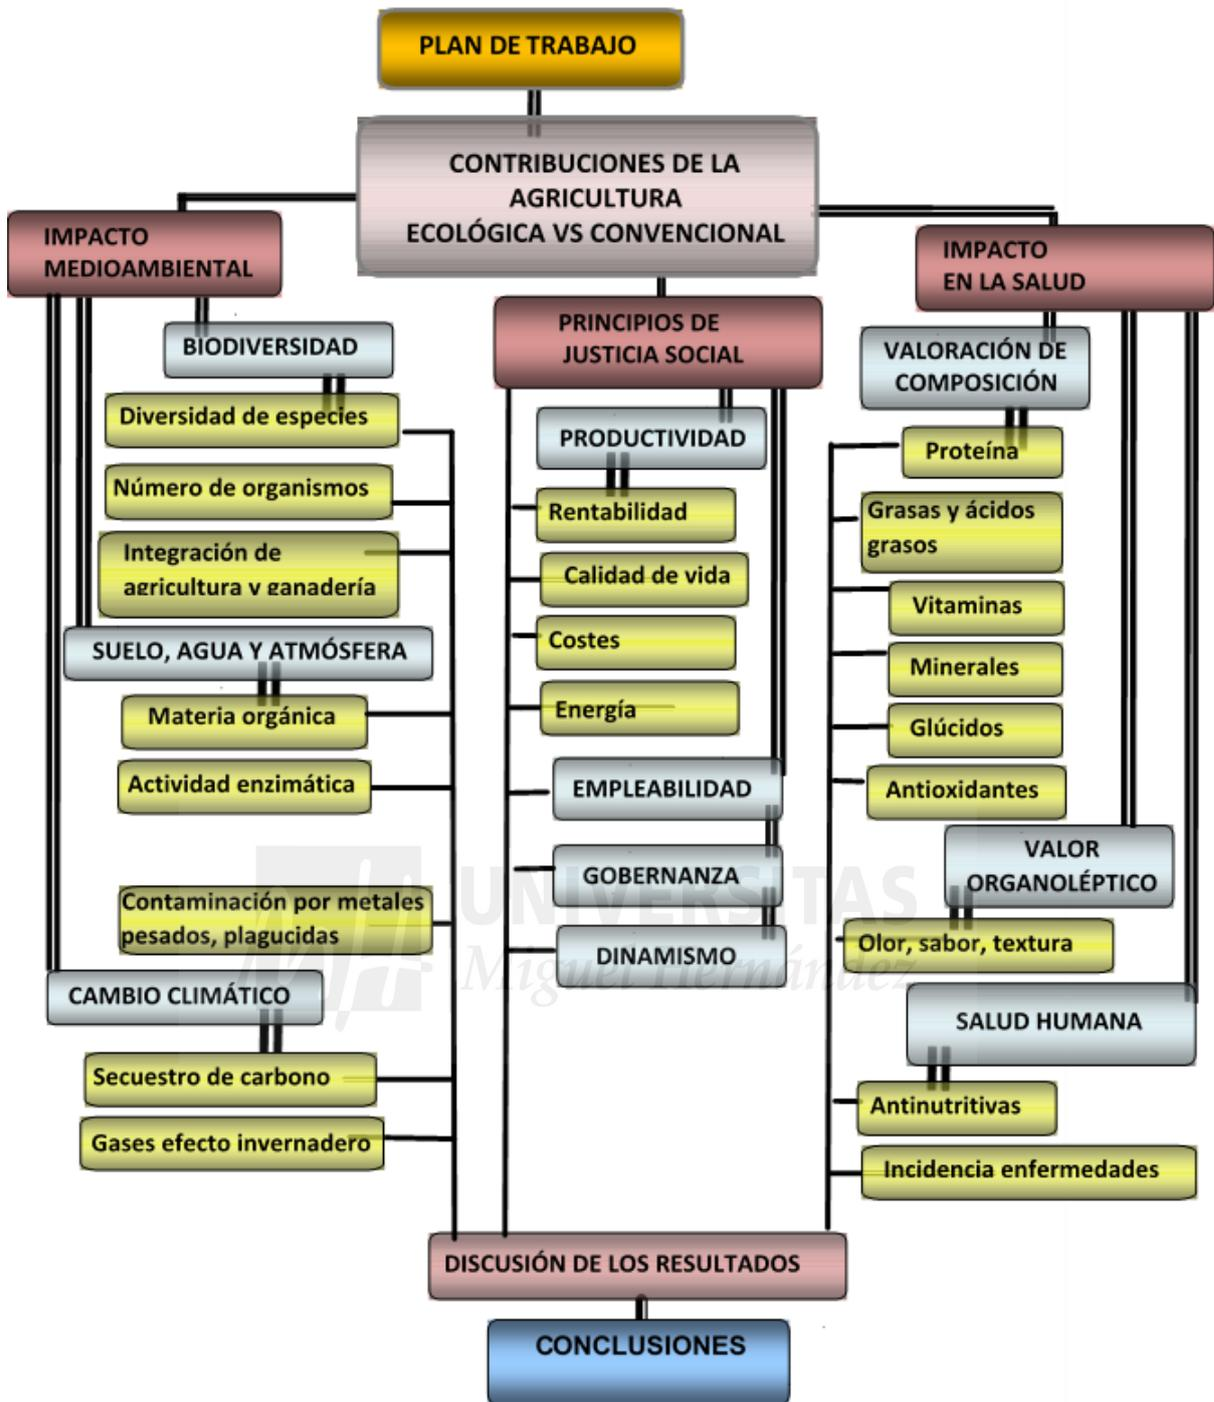 PLAN DE TRABAJO
CONTRIBUCIONES DE LA
AGRICULTURA
ECOLÓGICA VS CONVENCIONAL
IMPACTO
MEDIOAMBIENTAL
BIODIVERSIDAD
Diversidad de especies
Número de organismos
Integración de
agricultura y ganadería
SUELO, AGUA Y ATMÓSFERA
Materia orgánica
Actividad enzimática
Contaminación por metales
pesados, plagucidas
CAMBIO CLIMÁTICO
Secuestro de carbono
Gases efecto invernadero
PRINCIPIOS DE
JUSTICIA SOCIAL
PRODUCTIVIDAD
Rentabilidad
Calidad de vida
Costes
Energía
EMPLEABILIDAD
GOBERNANZA
DINAMISMO
IMPACTO
EN LA SALUD
VALORACIÓN DE
COMPOSICIÓN
Proteína
Grasas y ácidos
grasos
Vitaminas
Minerales
Glúcidos
Antioxidantes
VALOR
ORGANOLÉPTICO
Olor, sabor, textura
SALUD HUMANA
Antinutritivas
Incidencia enfermedades
UNIVERSITAS
Miguel Hernández
DISCUSIÓN DE LOS RESULTADOS
CONCLUSIONES